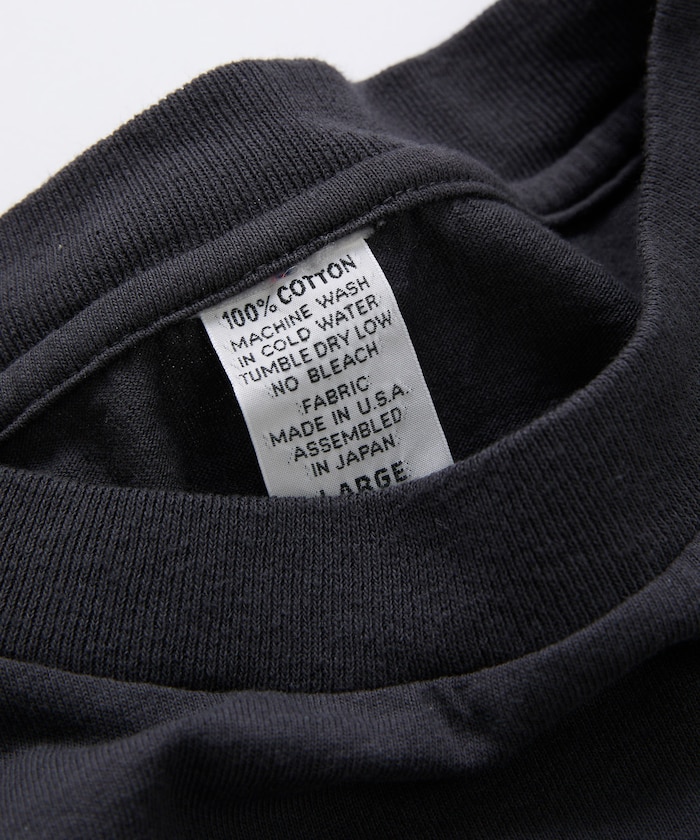 100% COTTON
MACHINE WASH
IN COLD WATER
TUMBLE DRY LOW
NO BLEACH
FABRIC
MADE IN U.S.A.
ASSEMBLED
IN JAPAN
LARGE